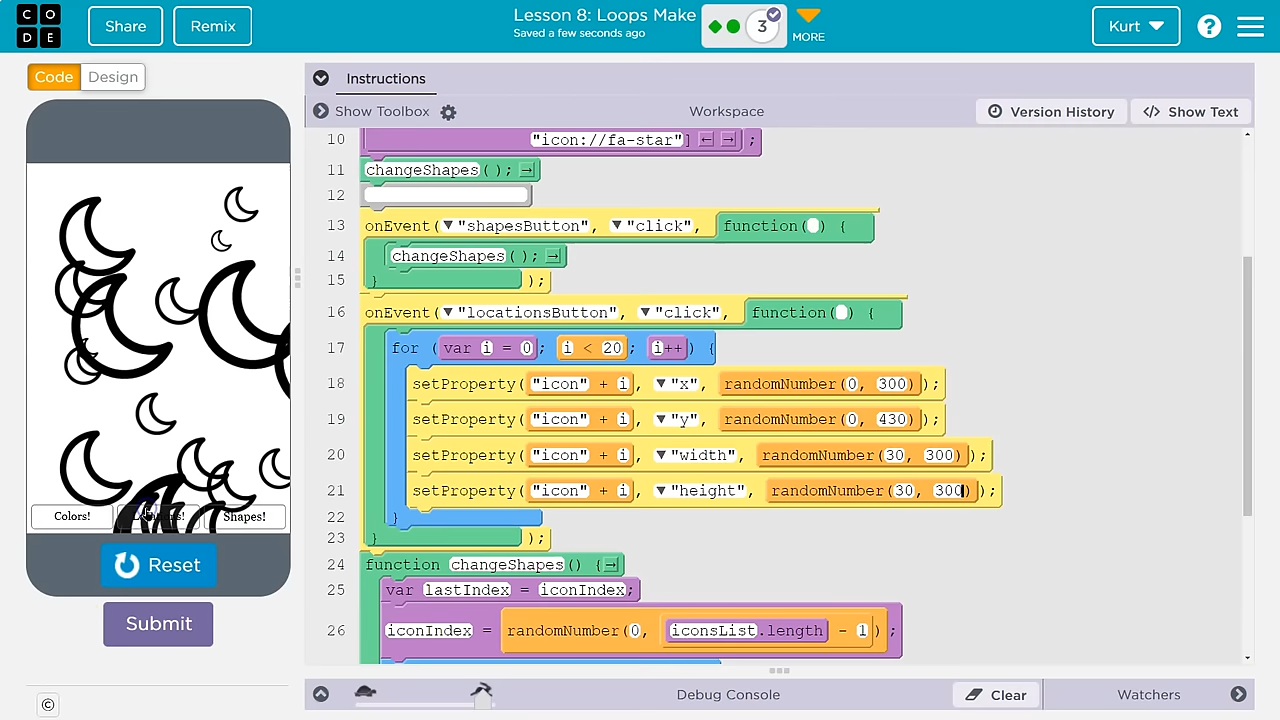 C O D E
Share
Remix
Lesson 8: Loops Make
Saved a few seconds ago
3
MORE
Kurt
?
Code
Design
Instructions
Show Toolbox
Workspace
Version History
</> Show Text
10 "icon://fa-star"] ← → ;
11 changeShapes(); →
12
13 onEvent(▼"shapesButton", ▼"click", function() {
14 changeShapes(); →
15 } );
16 onEvent(▼"locationsButton", ▼"click", function() {
17 for (var i = 0; i < 20; i++) {
18 setProperty("icon" + i, ▼"x", randomNumber(0, 300));
19 setProperty("icon" + i, ▼"y", randomNumber(0, 430));
20 setProperty("icon" + i, ▼"width", randomNumber(30, 300));
21 setProperty("icon" + i, ▼"height", randomNumber(30, 300));
22 }
23 } );
24 function changeShapes() { →
25 var lastIndex = iconIndex;
26 iconIndex = randomNumber(0, iconsList.length - 1);
Colors!
Shapes!
Reset
Submit
©
Debug Console
Clear
Watchers